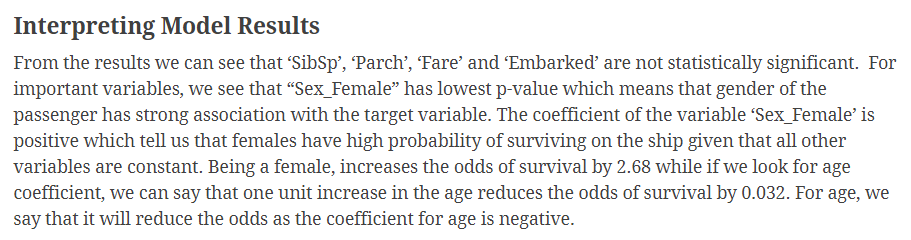 Interpreting Model Results
From the results we can see that ‘SibSp’, ‘Parch’, ‘Fare’ and ‘Embarked’ are not statistically significant.  For
important variables, we see that “Sex_Female” has lowest p-value which means that gender of the
passenger has strong association with the target variable. The coefficient of the variable ‘Sex_Female’ is
positive which tell us that females have high probability of surviving on the ship given that all other
variables are constant. Being a female, increases the odds of survival by 2.68 while if we look for age
coefficient, we can say that one unit increase in the age reduces the odds of survival by 0.032. For age, we
say that it will reduce the odds as the coefficient for age is negative.